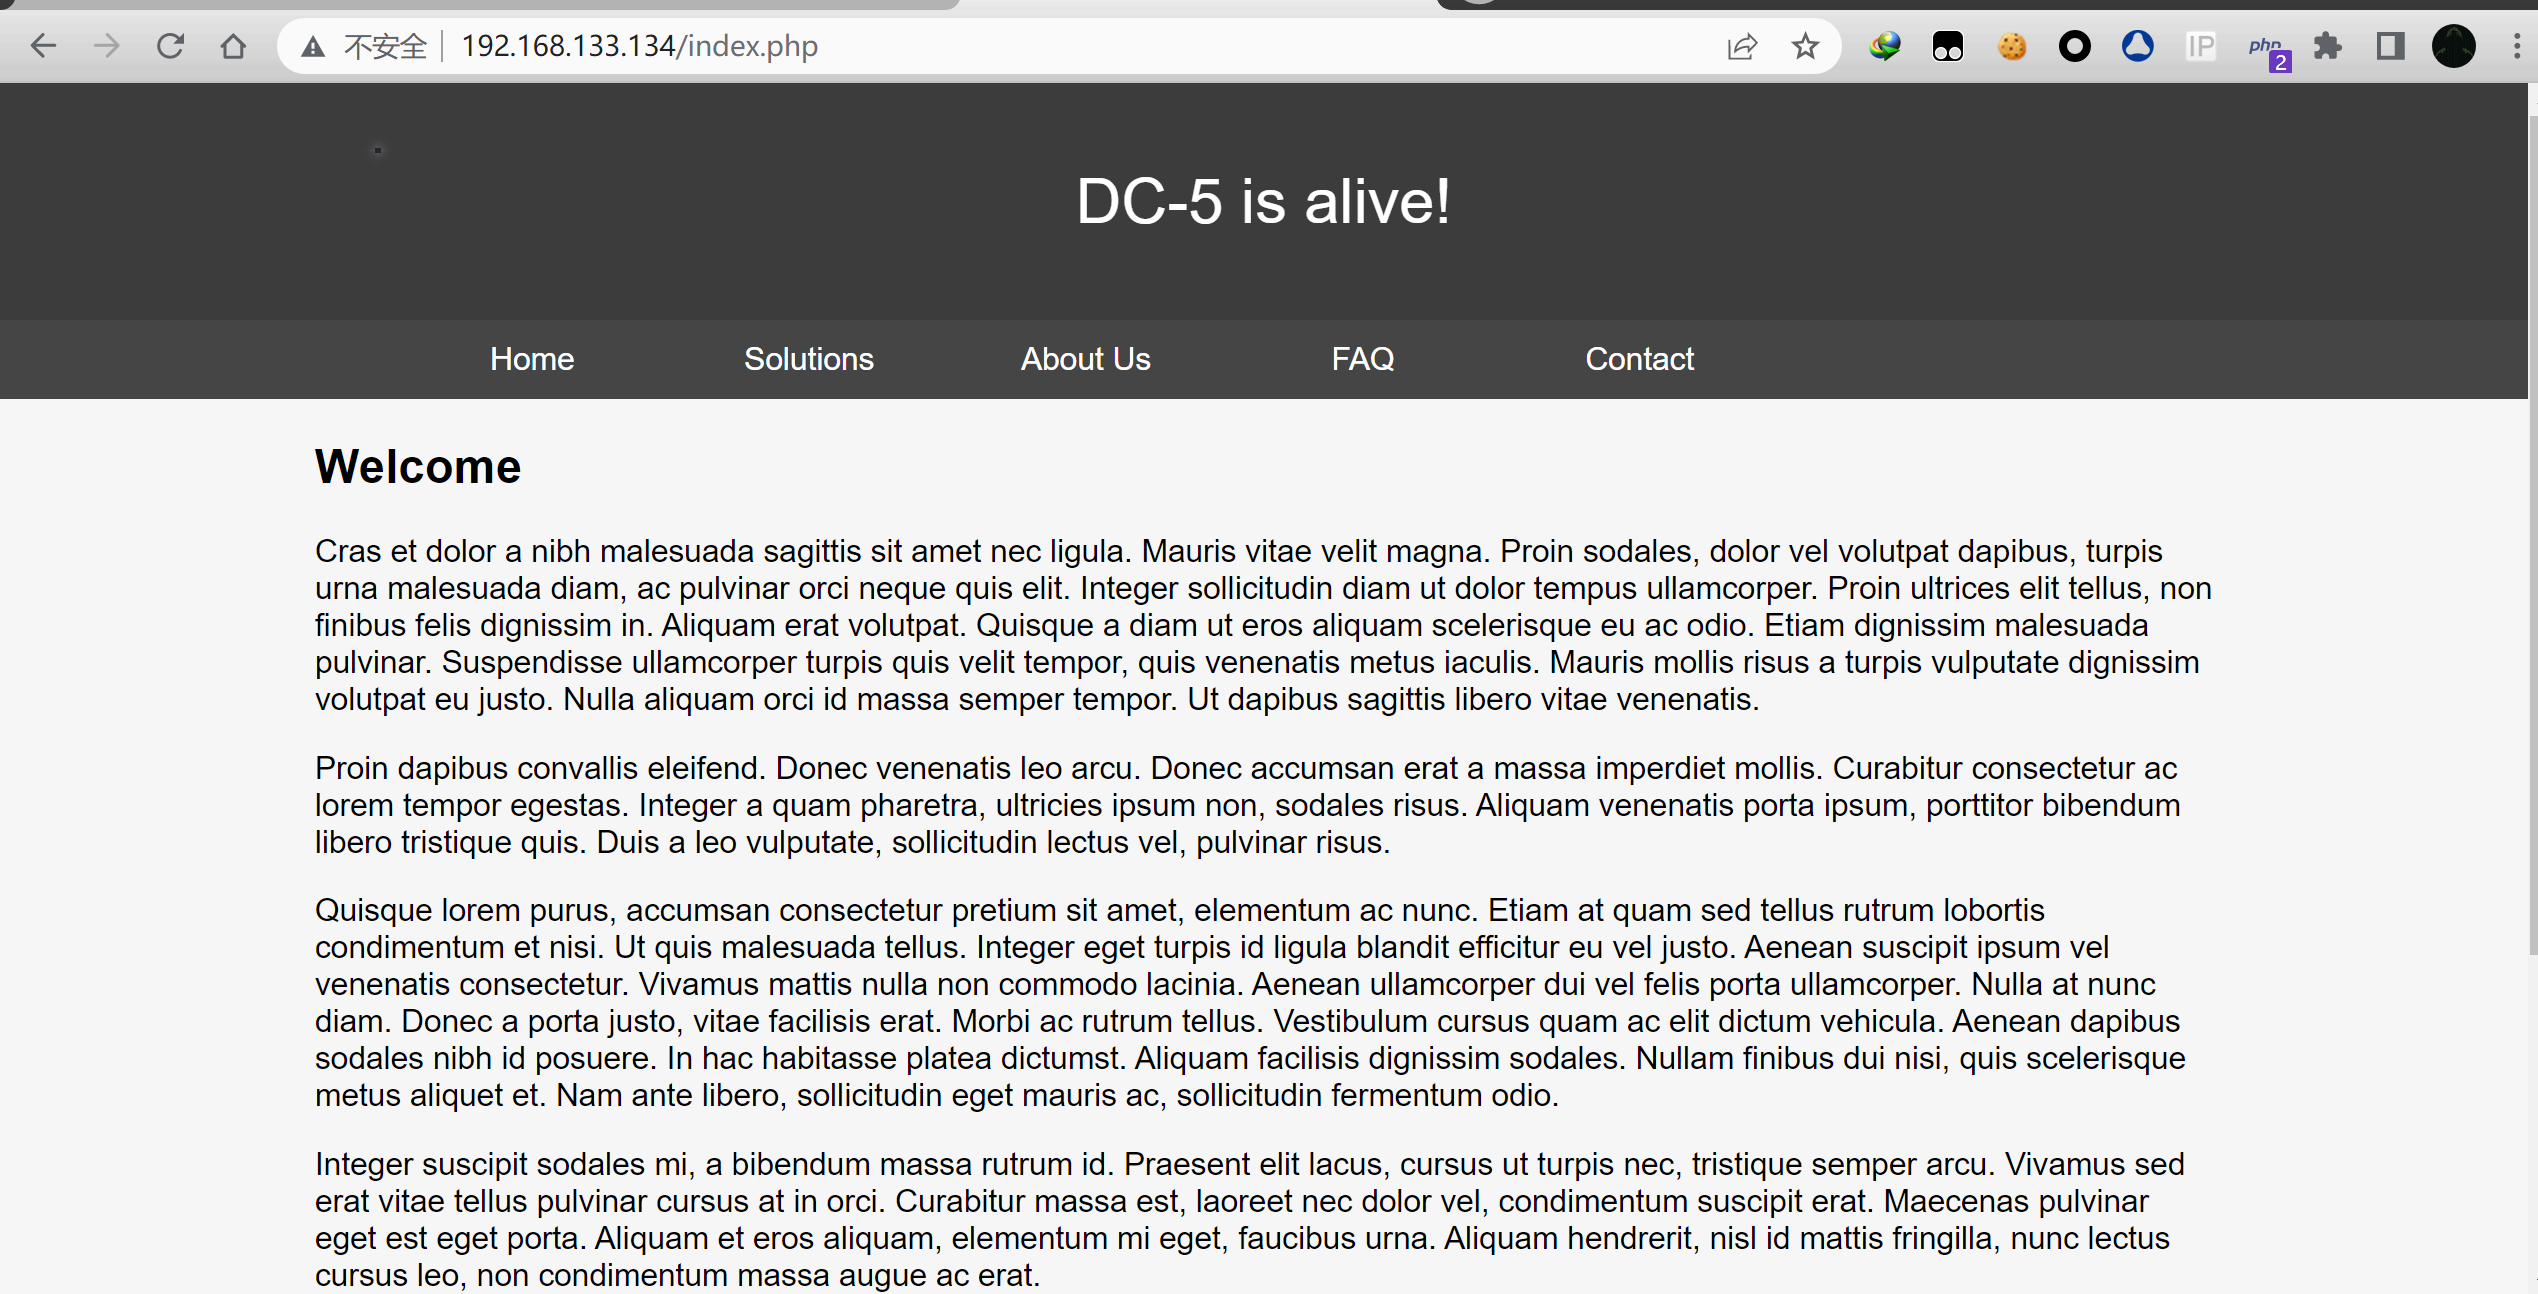 不安全 192.168.133.134/index.php IP php 2
DC-5 is alive!
Home Solutions About Us FAQ Contact
Welcome
Cras et dolor a nibh malesuada sagittis sit amet nec ligula. Mauris vitae velit magna. Proin sodales, dolor vel volutpat dapibus, turpis
urna malesuada diam, ac pulvinar orci neque quis elit. Integer sollicitudin diam ut dolor tempus ullamcorper. Proin ultrices elit tellus, non
finibus felis dignissim in. Aliquam erat volutpat. Quisque a diam ut eros aliquam scelerisque eu ac odio. Etiam dignissim malesuada
pulvinar. Suspendisse ullamcorper turpis quis velit tempor, quis venenatis metus iaculis. Mauris mollis risus a turpis vulputate dignissim
volutpat eu justo. Nulla aliquam orci id massa semper tempor. Ut dapibus sagittis libero vitae venenatis.
Proin dapibus convallis eleifend. Donec venenatis leo arcu. Donec accumsan erat a massa imperdiet mollis. Curabitur consectetur ac
lorem tempor egestas. Integer a quam pharetra, ultricies ipsum non, sodales risus. Aliquam venenatis porta ipsum, porttitor bibendum
libero tristique quis. Duis a leo vulputate, sollicitudin lectus vel, pulvinar risus.
Quisque lorem purus, accumsan consectetur pretium sit amet, elementum ac nunc. Etiam at quam sed tellus rutrum lobortis
condimentum et nisi. Ut quis malesuada tellus. Integer eget turpis id ligula blandit efficitur eu vel justo. Aenean suscipit ipsum vel
venenatis consectetur. Vivamus mattis nulla non commodo lacinia. Aenean ullamcorper dui vel felis porta ullamcorper. Nulla at nunc
diam. Donec a porta justo, vitae facilisis erat. Morbi ac rutrum tellus. Vestibulum cursus quam ac elit dictum vehicula. Aenean dapibus
sodales nibh id posuere. In hac habitasse platea dictumst. Aliquam facilisis dignissim sodales. Nullam finibus dui nisi, quis scelerisque
metus aliquet et. Nam ante libero, sollicitudin eget mauris ac, sollicitudin fermentum odio.
Integer suscipit sodales mi, a bibendum massa rutrum id. Praesent elit lacus, cursus ut turpis nec, tristique semper arcu. Vivamus sed
erat vitae tellus pulvinar cursus at in orci. Curabitur massa est, laoreet nec dolor vel, condimentum suscipit erat. Maecenas pulvinar
eget est eget porta. Aliquam et eros aliquam, elementum mi eget, faucibus urna. Aliquam hendrerit, nisl id mattis fringilla, nunc lectus
cursus leo, non condimentum massa augue ac erat.